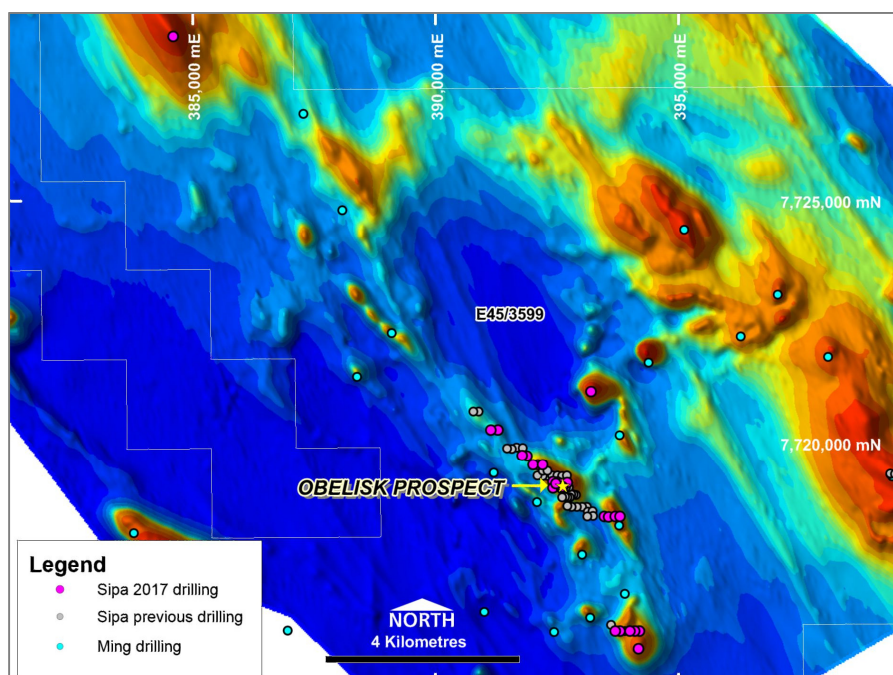 385,000 mE
390,000 mE
395,000 mE
7,725,000 mN
E45/3599
7,720,000 mN
OBELISK PROSPECT
Legend
Sipa 2017 drilling
Sipa previous drilling
Ming drilling
NORTH
4 Kilometres